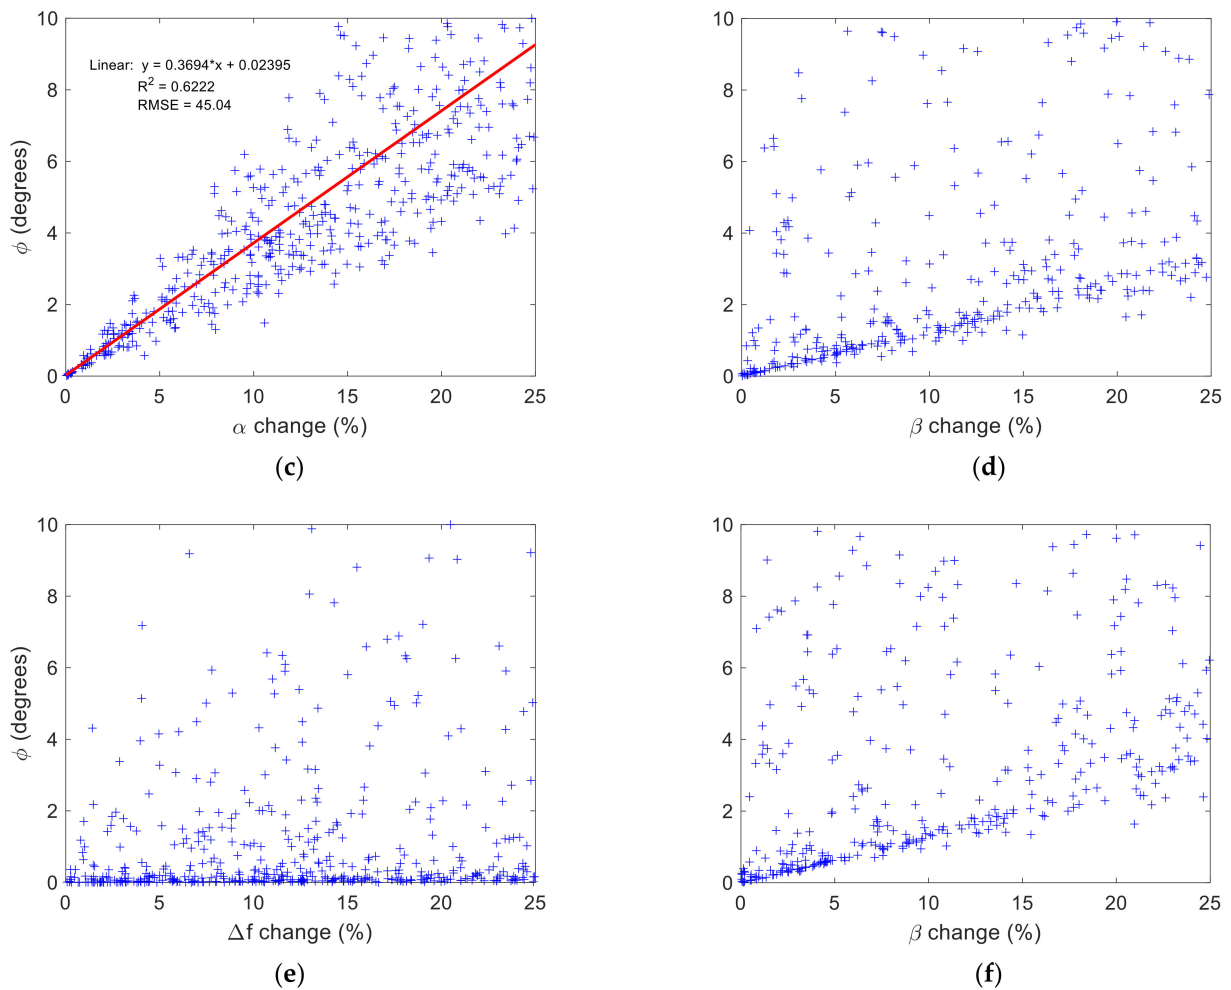 10
8
6
4
2
0
ϕ (degrees)
Linear: y = 0.3694*x + 0.02395
R² = 0.6222
RMSE = 45.04
0 5 10 15 20 25
α change (%)
(c)
10
8
6
4
2
0
0 5 10 15 20 25
β change (%)
(d)
10
8
6
4
2
0
ϕ (degrees)
0 5 10 15 20 25
Δf change (%)
(e)
10
8
6
4
2
0
0 5 10 15 20 25
β change (%)
(f)